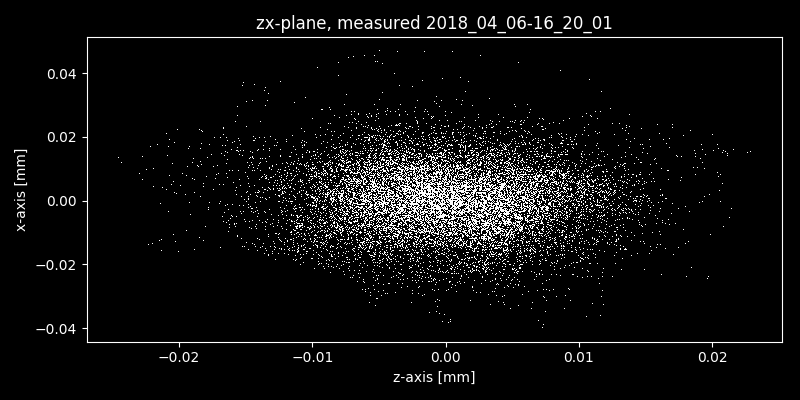 zx-plane, measured 2018_04_06-16_20_01
0.04
0.02
0.00
−0.02
−0.04
x-axis [mm]
−0.02 −0.01 0.00 0.01 0.02
z-axis [mm]